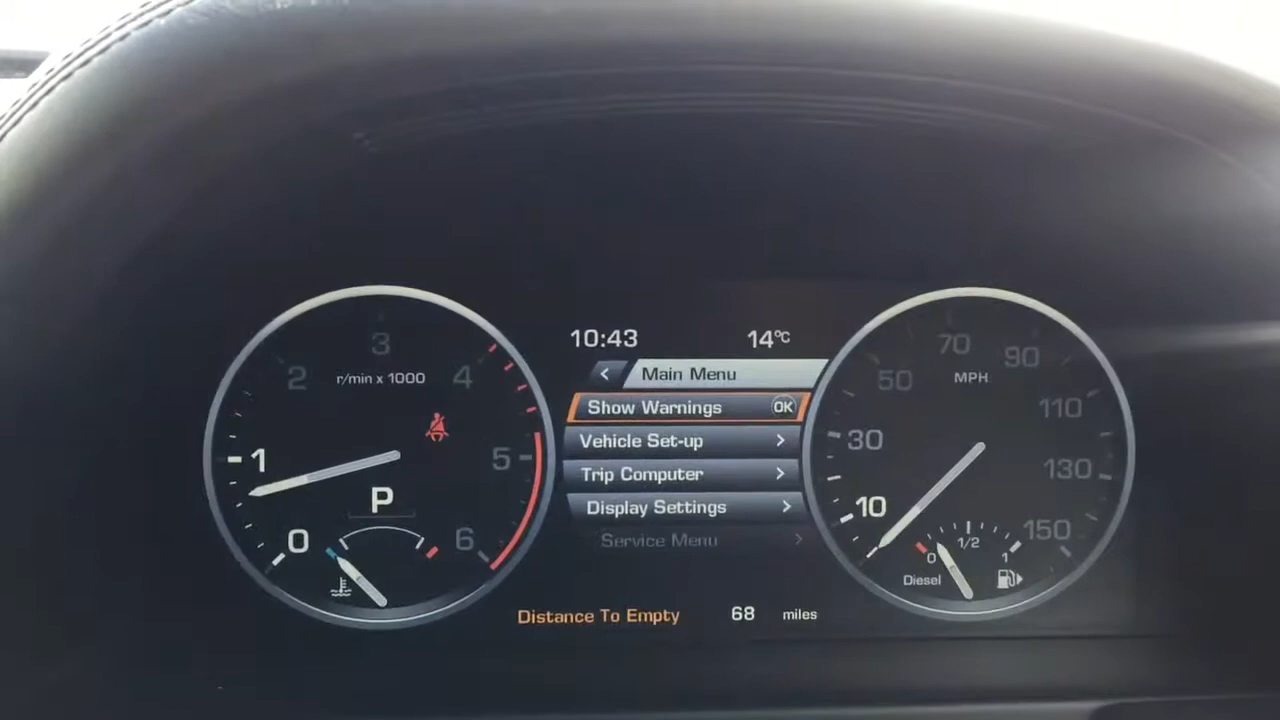 10:43 14°C
< Main Menu
Show Warnings OK
Vehicle Set-up >
Trip Computer >
Display Settings >
Service Menu >
Distance To Empty 68 miles
3
2 r/min x 1000 4
1 5
P
0 6
70
50 MPH 90
110
30
130
10
150
1/2
0 1
Diesel